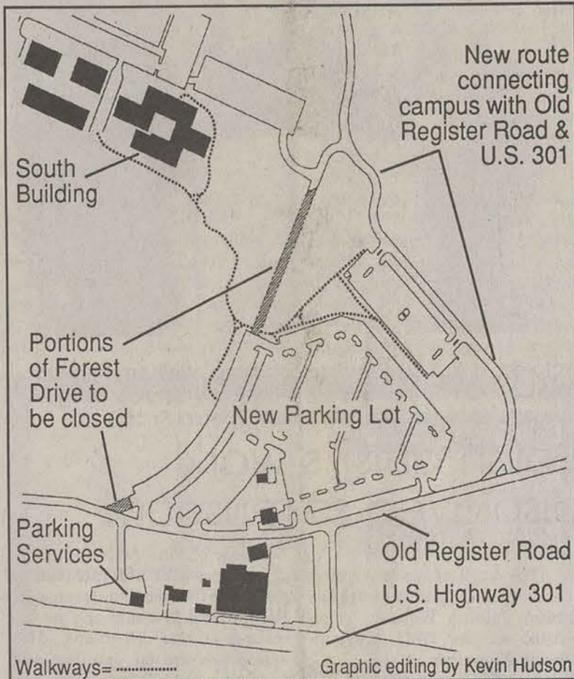 New route
connecting
campus with Old
Register Road &
U.S. 301
South
Building
Portions
of Forest
Drive to
be closed
New Parking Lot
Parking
Services
Old Register Road
U.S. Highway 301
Walkways= ................
Graphic editing by Kevin Hudson